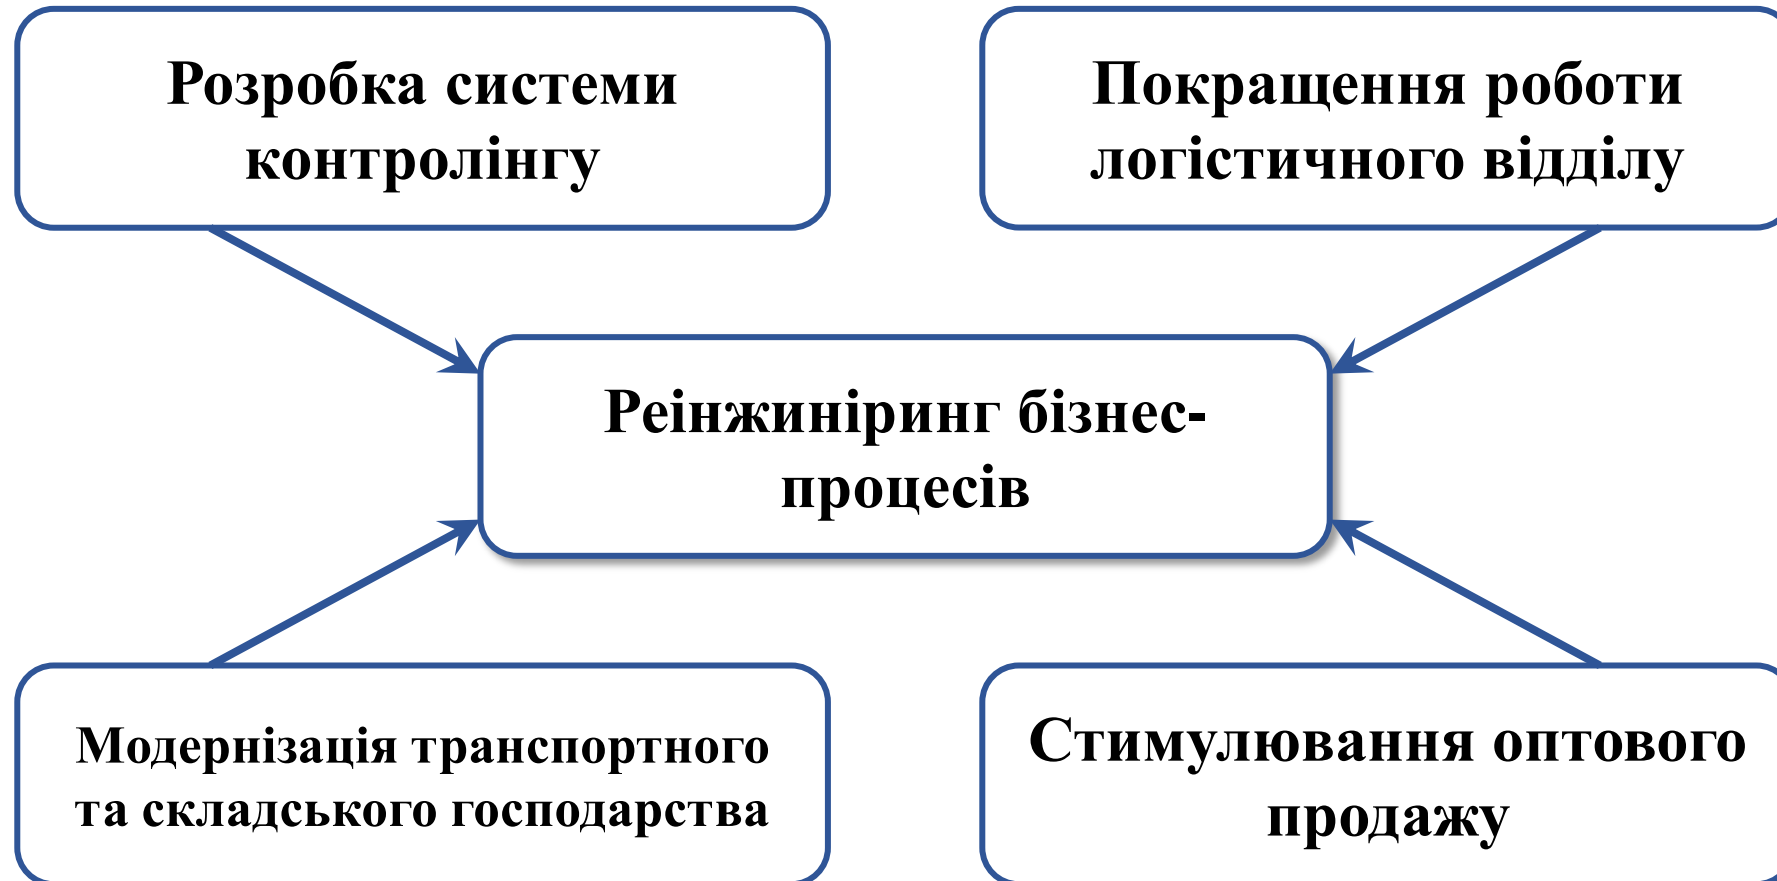 Розробка системи
контролінгу
Покращення роботи
логістичного відділу
Реінжиніринг бізнес-
процесів
Модернізація транспортного
та складського господарства
Стимулювання оптового
продажу